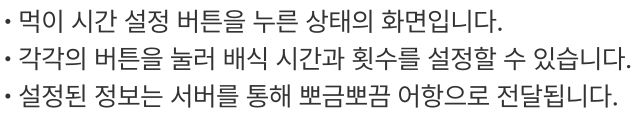 • 먹이 시간 설정 버튼을 누른 상태의 화면입니다.
• 각각의 버튼을 눌러 배식 시간과 횟수를 설정할 수 있습니다.
• 설정된 정보는 서버를 통해 뽀금뽀끔 어항으로 전달됩니다.